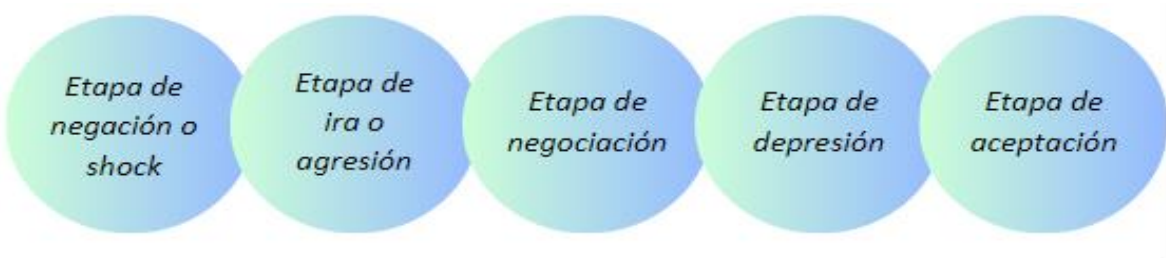 Etapa de
negación o
shock
Etapa de
ira o
agresión
Etapa de
negociación
Etapa de
depresión
Etapa de
aceptación